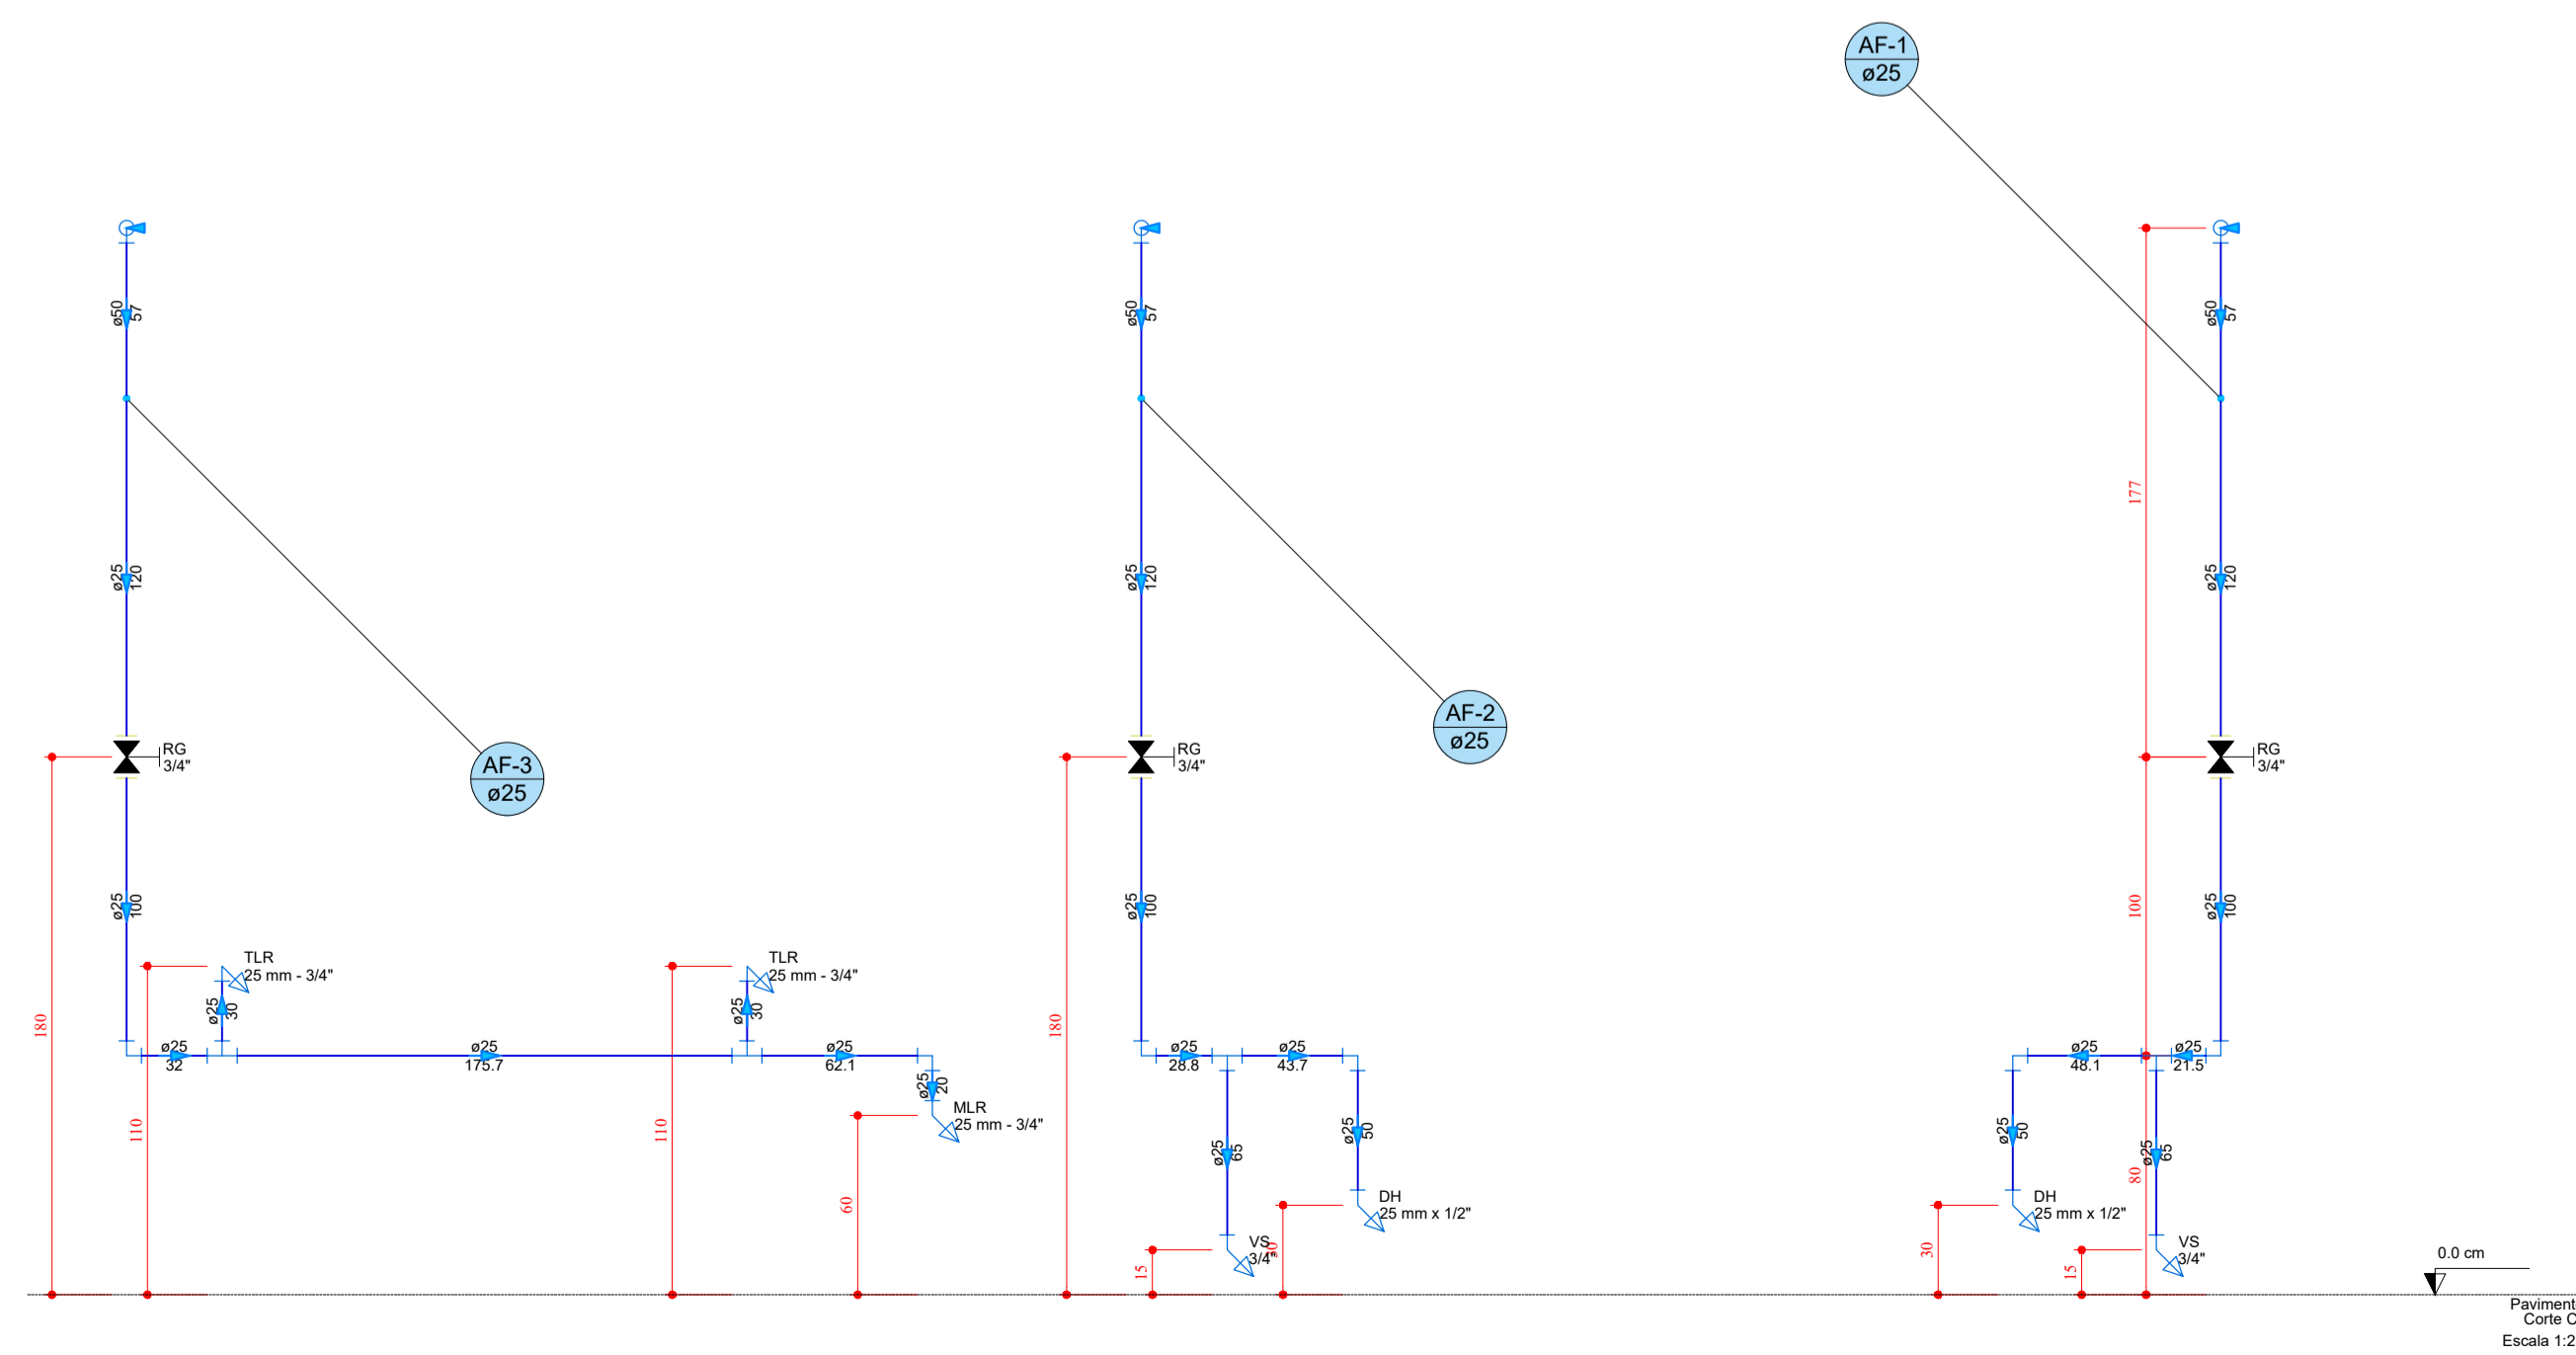 AF-1
ø25
ø50
57
ø50
57
ø50
57
177
ø25
120
ø25
120
ø25
120
RG
3/4"
AF-3
ø25
AF-2
ø25
RG
3/4"
RG
3/4"
ø25
100
ø25
100
100
ø25
100
TLR
25 mm - 3/4"
TLR
25 mm - 3/4"
180
ø25
30
ø25
30
180
ø25
32
ø25
175.7
ø25
62.1
ø25
28.8
ø25
43.7
ø25
48.1
ø25
21.5
ø25
20
MLR
25 mm - 3/4"
110
110
60
ø25
65
ø25
50
ø25
50
ø25
65
80
DH
25 mm x 1/2"
DH
25 mm x 1/2"
VS
3/4"
30
15
30
15
VS
3/4"
0.0 cm
Paviment
Corte C
Escala 1:2